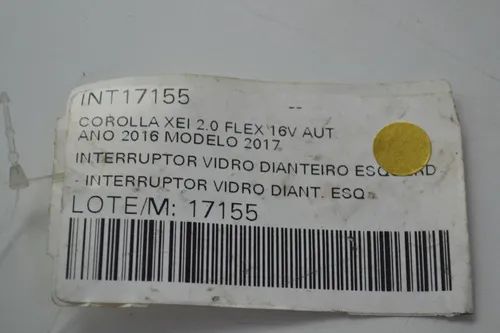 INT17155
--
COROLLA XEI 2.0 FLEX 16V AUT
ANO 2016 MODELO 2017
INTERRUPTOR VIDRO DIANTEIRO
- INTERRUPTOR VIDRO DIANT. ESQ
LOTE/M: 17155